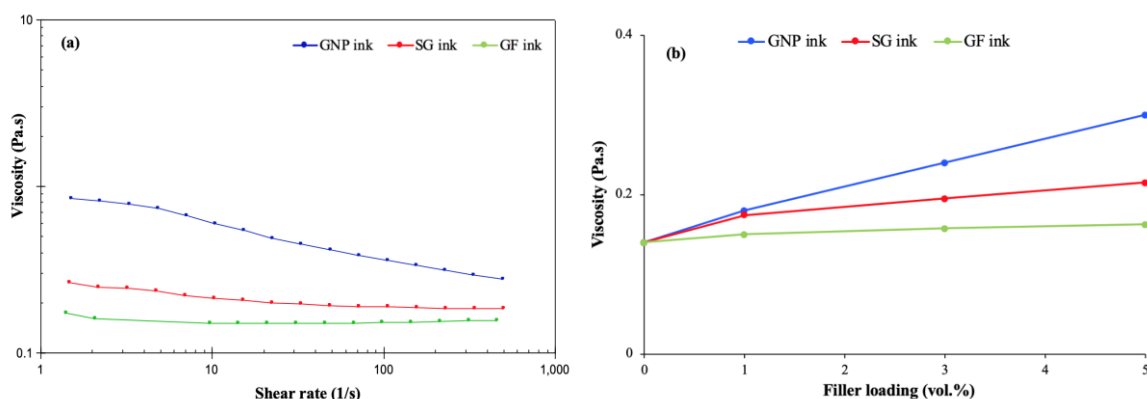 (a)
GNP ink SG ink GF ink
10
1
0.1
Viscosity (Pa.s)
1 10 100 1,000
Shear rate (1/s)
(b)
GNP ink SG ink GF ink
0.4
0.2
0
Viscosity (Pa.s)
0 1 2 3 4 5
Filler loading (vol.%)